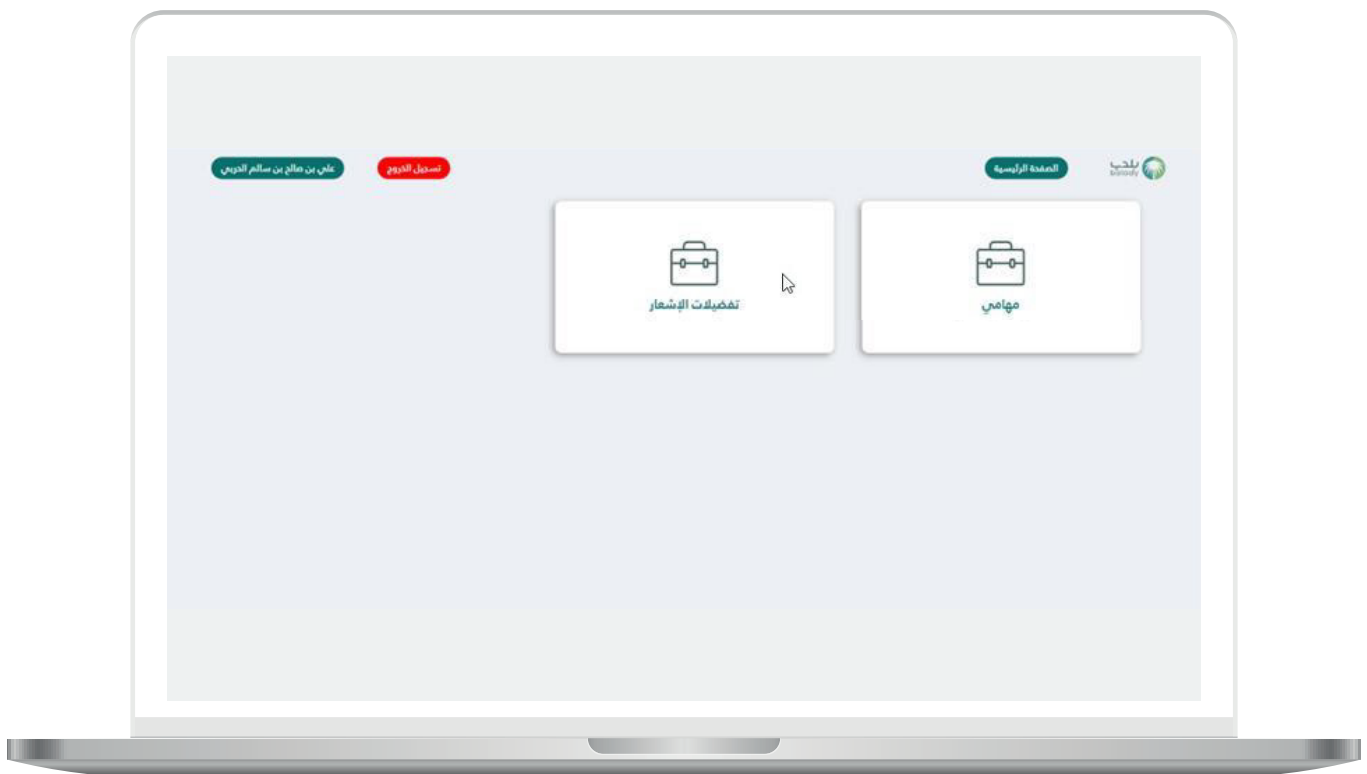 بلدي
balady
الصفحة الرئيسية
تسجيل الخروج
علي بن صالح بن سالم الحربي
مهامي
تفضيلات الإشعار